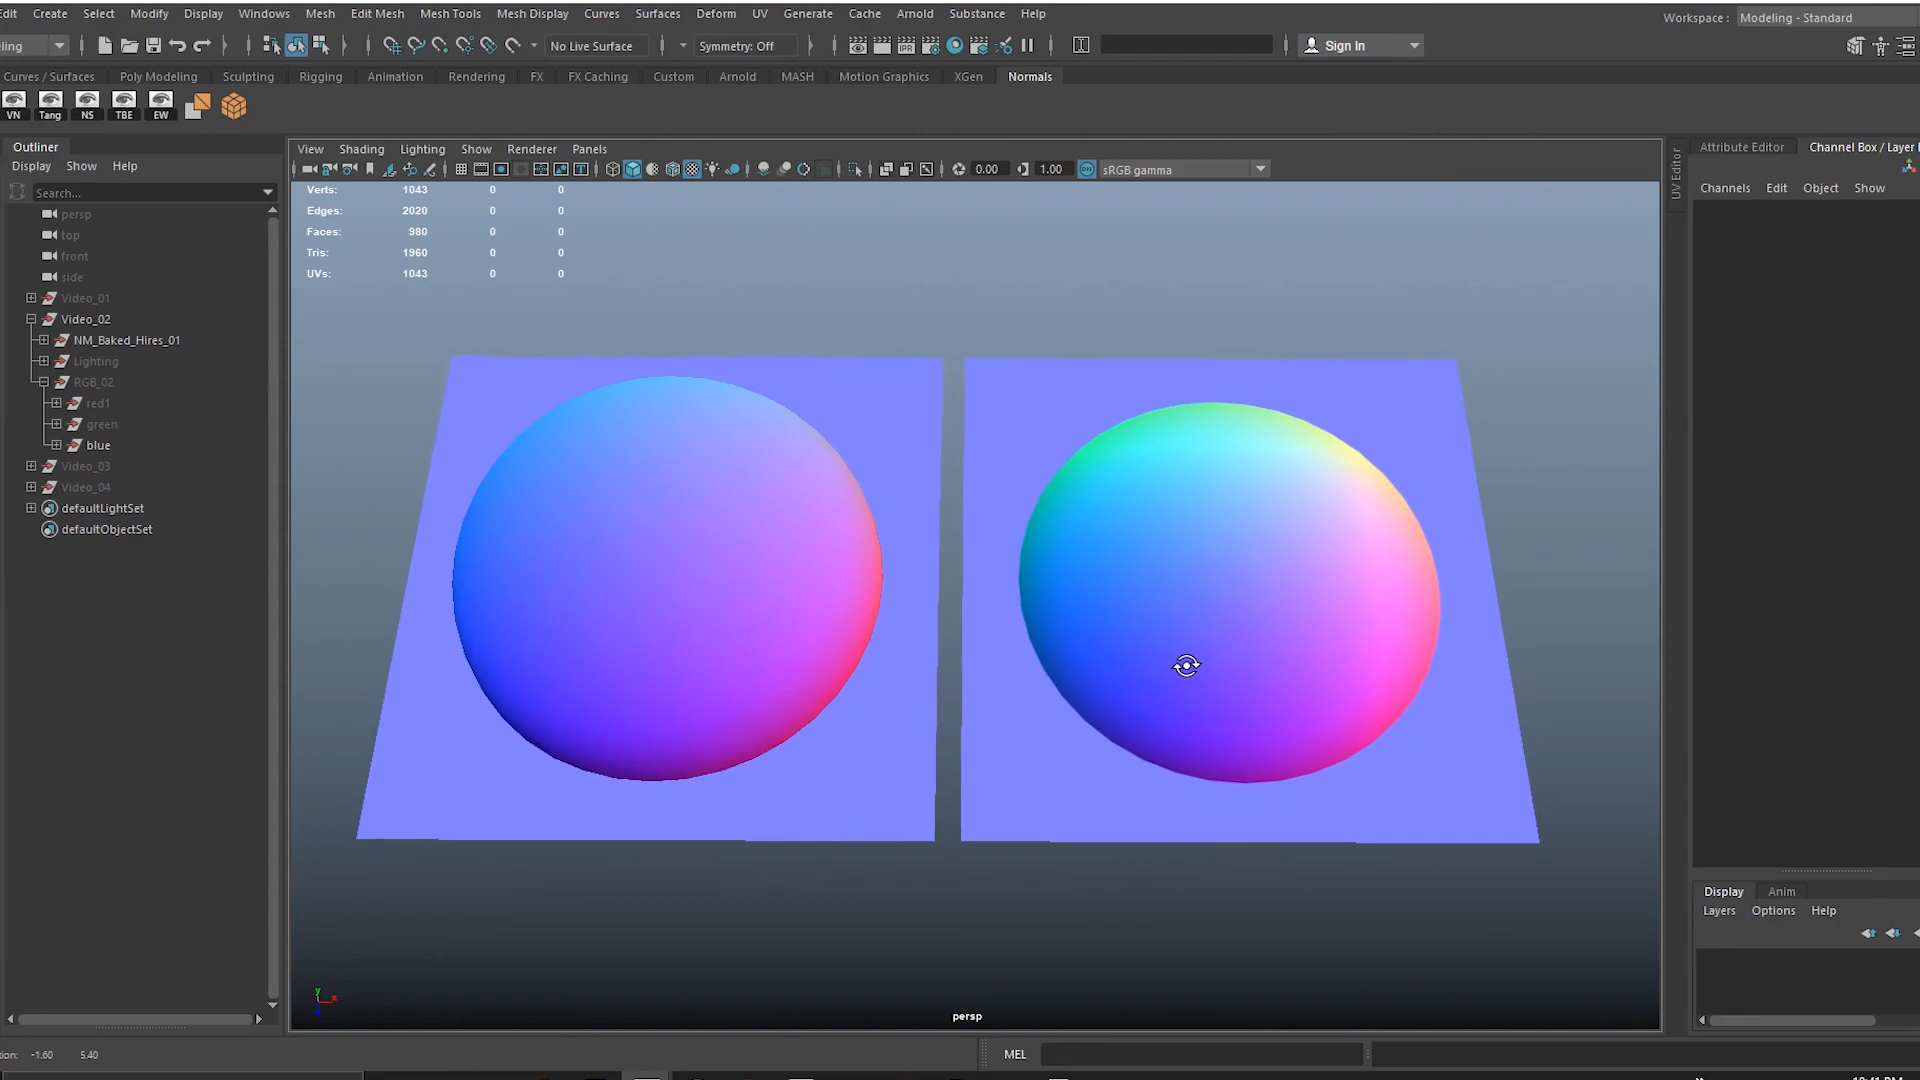 Edit Create Select Modify Display Windows Mesh Edit Mesh Mesh Tools Mesh Display Curves Surfaces Deform UV Generate Cache Arnold Substance Help
Workspace : Modeling - Standard
ling No Live Surface Symmetry: Off IPR Sign In
Curves / Surfaces Poly Modeling Sculpting Rigging Animation Rendering FX FX Caching Custom Arnold MASH Motion Graphics XGen Normals
VN Tang NS TBE EW
Outliner
Display Show Help
Search...
persp
top
front
side
Video_01
Video_02
NM_Baked_Hires_01
Lighting
RGB_02
red1
green
blue
Video_03
Video_04
defaultLightSet
defaultObjectSet
View Shading Lighting Show Renderer Panels
0.00 1.00 ON sRGB gamma
Verts: 1043 0 0
Edges: 2020 0 0
Faces: 980 0 0
Tris: 1960 0 0
UVs: 1043 0 0
y
x
persp
UV Editor
Attribute Editor Channel Box / Layer E
Channels Edit Object Show
Display Anim
Layers Options Help
tion: -1.60 5.40
MEL